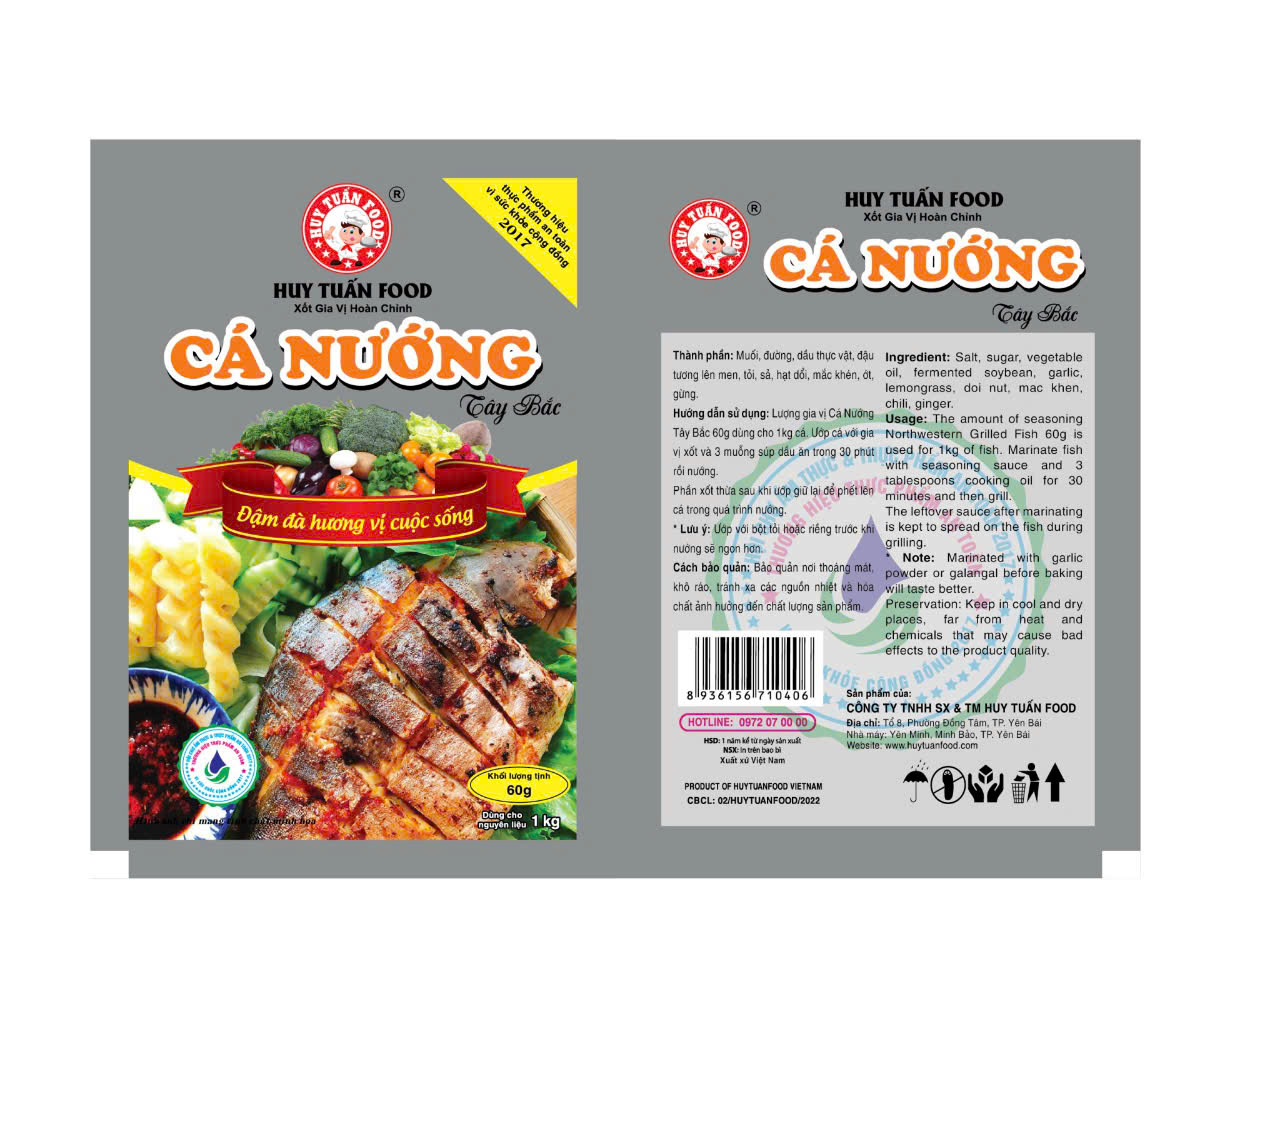 HUY TUẤN FOOD
®
Thương hiệu
thực phẩm an toàn
vì sức khỏe cộng đồng
2017
HUY TUẤN FOOD
Xốt Gia Vị Hoàn Chỉnh
CÁ NƯỚNG
Tây Bắc
Đậm đà hương vị cuộc sống
Khối lượng tịnh
60g
Dùng cho
nguyên liệu 1 kg
Hình ảnh chỉ mang tính chất minh họa
HUY TUẤN FOOD
®
HUY TUẤN FOOD
Xốt Gia Vị Hoàn Chỉnh
CÁ NƯỚNG
Tây Bắc
Thành phần: Muối, đường, dầu thực vật, đậu
tương lên men, tỏi, sả, hạt dổi, mắc khén, ớt,
gừng.
Hướng dẫn sử dụng: Lượng gia vị Cá Nướng
Tây Bắc 60g dùng cho 1kg cá. Ướp cá với gia
vị xốt và 3 muỗng súp dầu ăn trong 30 phút
rồi nướng.
Phần xốt thừa sau khi ướp giữ lại để phết lên
cá trong quá trình nướng.
* Lưu ý: Ướp với bột tỏi hoặc riềng trước khi
nướng sẽ ngon hơn.
Cách bảo quản: Bảo quản nơi thoáng mát,
khô ráo, tránh xa các nguồn nhiệt và hóa
chất ảnh hưởng đến chất lượng sản phẩm.
Ingredient: Salt, sugar, vegetable
oil, fermented soybean, garlic,
lemongrass, doi nut, mac khen,
chili, ginger.
Usage: The amount of seasoning
Northwestern Grilled Fish 60g is
used for 1kg of fish. Marinate fish
with seasoning sauce and 3
tablespoons cooking oil for 30
minutes and then grill.
The leftover sauce after marinating
is kept to spread on the fish during
grilling.
* Note: Marinated with garlic
powder or galangal before baking
will taste better.
Preservation: Keep in cool and dry
places, far from heat and
chemicals that may cause bad
effects to the product quality.
8 936156 710406
HOTLINE: 0972 07 00 00
HSD: 1 năm kể từ ngày sản xuất
NSX: In trên bao bì
Xuất xứ Việt Nam
PRODUCT OF HUYTUANFOOD VIETNAM
CBCL: 02/HUYTUANFOOD/2022
Sản phẩm của:
CÔNG TY TNHH SX & TM HUY TUẤN FOOD
Địa chỉ: Tổ 8, Phường Đồng Tâm, TP. Yên Bái
Nhà máy: Yên Minh, Minh Bảo, TP. Yên Bái
Website: www.huytuanfood.com